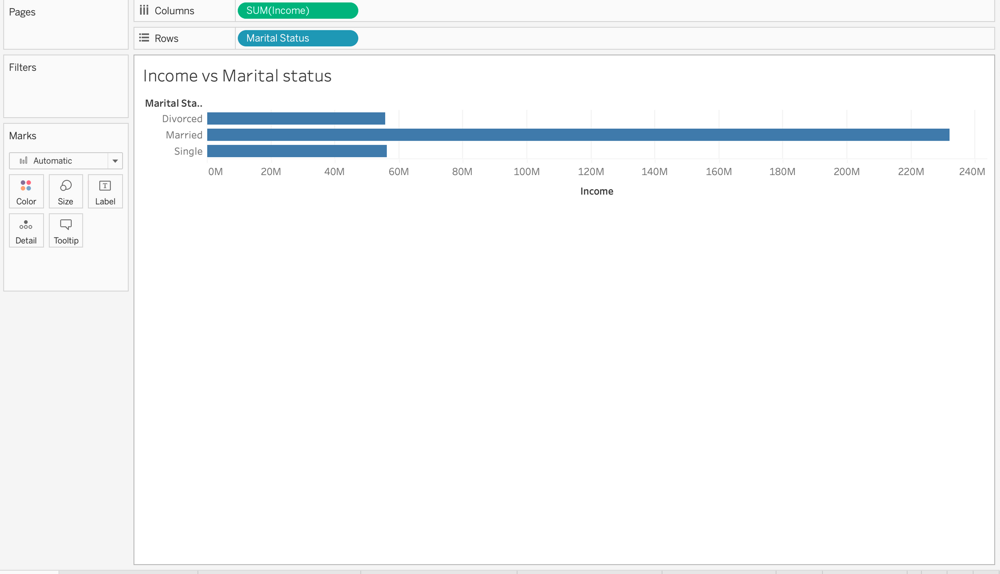 Pages
Columns
SUM(Income)
Rows
Marital Status
Filters
Marks
Automatic
Color
Size
T
Label
Detail
Tooltip
Income vs Marital status
Marital Sta..
Divorced
Married
Single
0M 20M 40M 60M 80M 100M 120M 140M 160M 180M 200M 220M 240M
Income